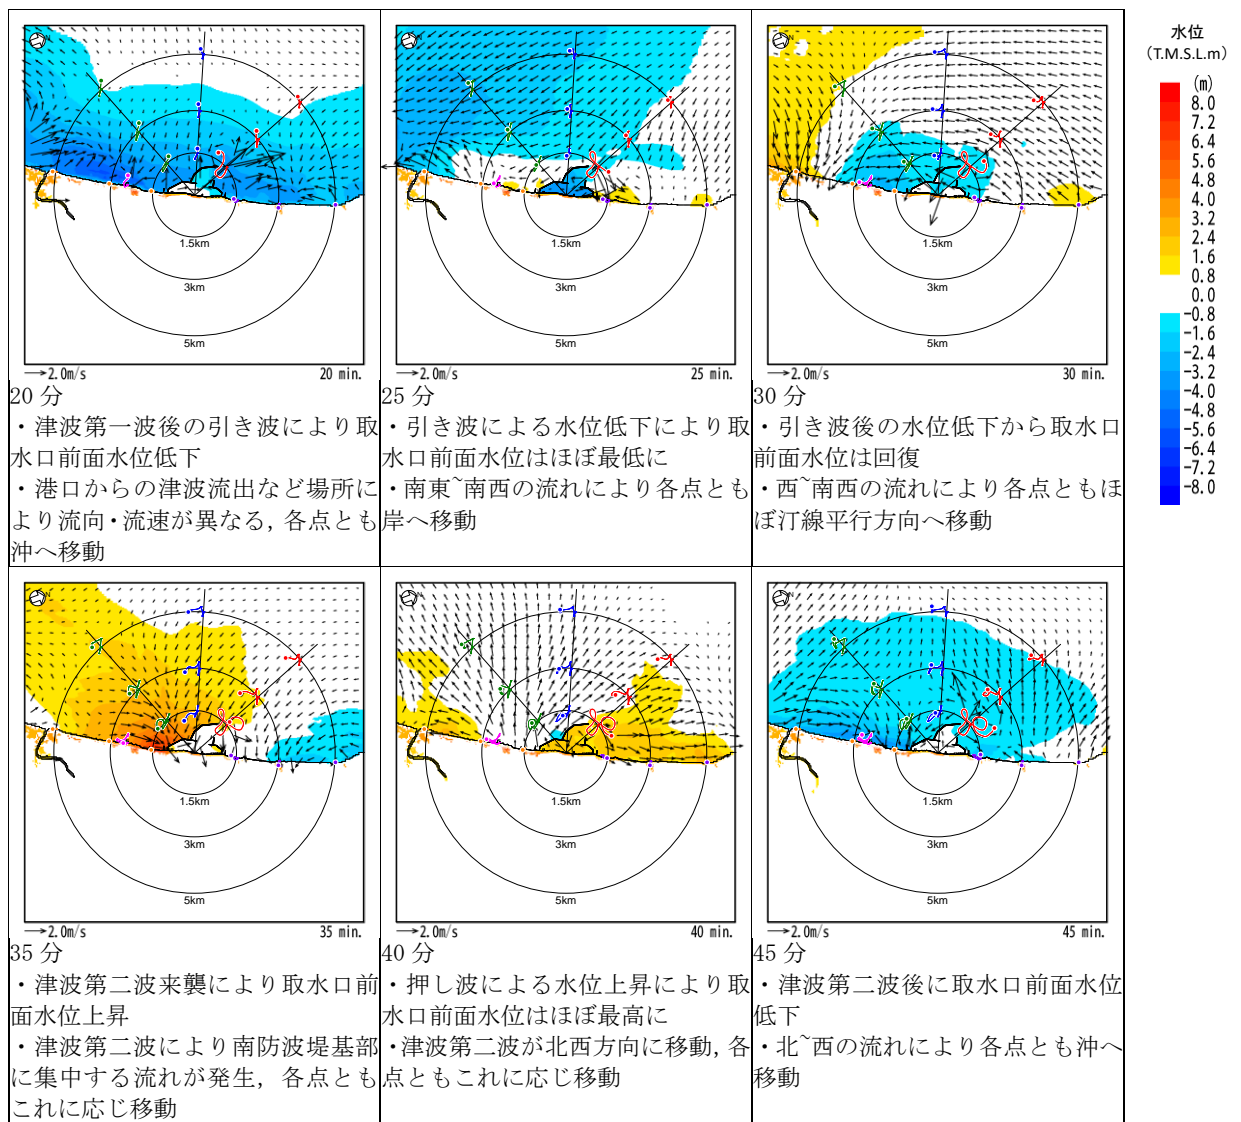 水位
(T.M.S.L.m)
(m)
8.0
7.2
6.4
5.6
4.8
4.0
3.2
2.4
1.6
0.8
0.0
-0.8
-1.6
-2.4
-3.2
-4.0
-4.8
-5.6
-6.4
-7.2
-8.0
N
1.5km
3km
5km
2.0m/s 20 min.
20 分
・津波第一波後の引き波により取
水口前面水位低下
・港口からの津波流出など場所に
より流向・流速が異なる, 各点とも
沖へ移動
N
1.5km
3km
5km
2.0m/s 25 min.
25 分
・引き波による水位低下により取
水口前面水位はほぼ最低に
・南東~南西の流れにより各点とも
岸へ移動
N
1.5km
3km
5km
2.0m/s 30 min.
30 分
・引き波後の水位低下から取水口
前面水位は回復
・西~南西の流れにより各点ともほ
ぼ汀線平行方向へ移動
N
1.5km
3km
5km
2.0m/s 35 min.
35 分
・津波第二波来襲により取水口前
面水位上昇
・津波第二波により南防波堤基部
に集中する流れが発生, 各点とも
これに応じ移動
N
1.5km
3km
5km
2.0m/s 40 min.
40 分
・押し波による水位上昇により取
水口前面水位はほぼ最高に
・津波第二波が北西方向に移動, 各
点ともこれに応じ移動
N
1.5km
3km
5km
2.0m/s 45 min.
45 分
・津波第二波後に取水口前面水位
低下
・北~西の流れにより各点とも沖へ
移動